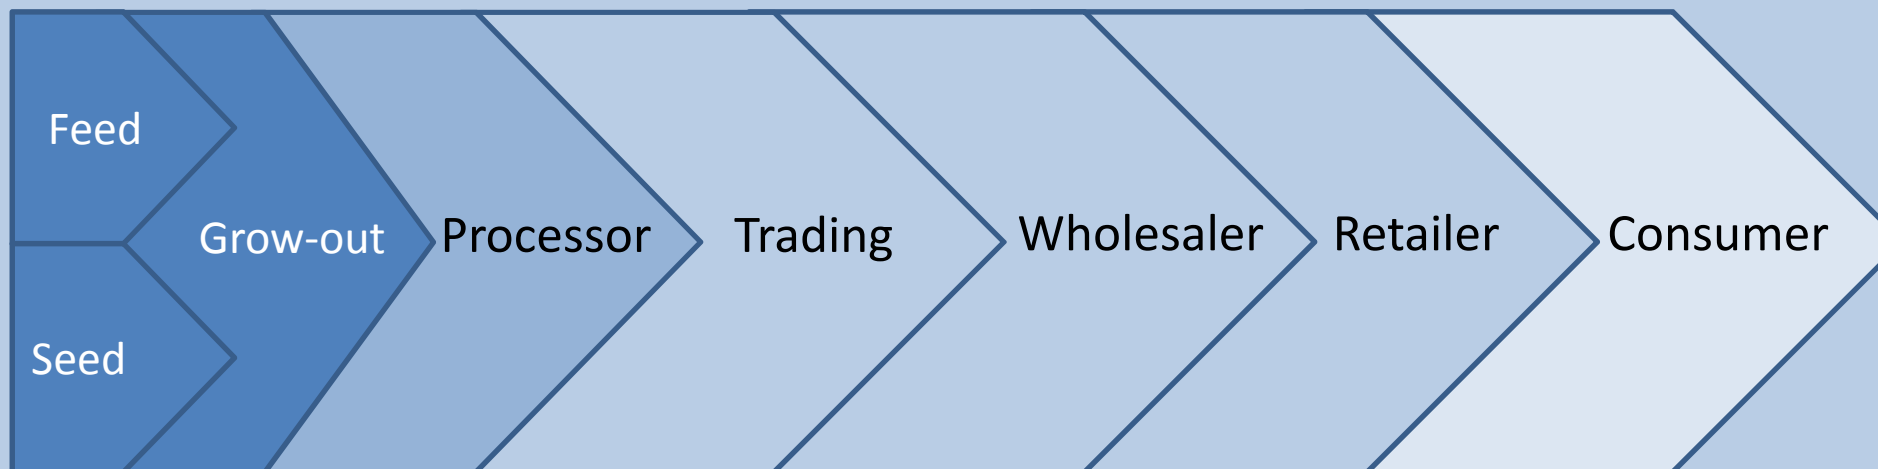 Feed
Seed
Grow-out
Processor
Trading
Wholesaler
Retailer
Consumer